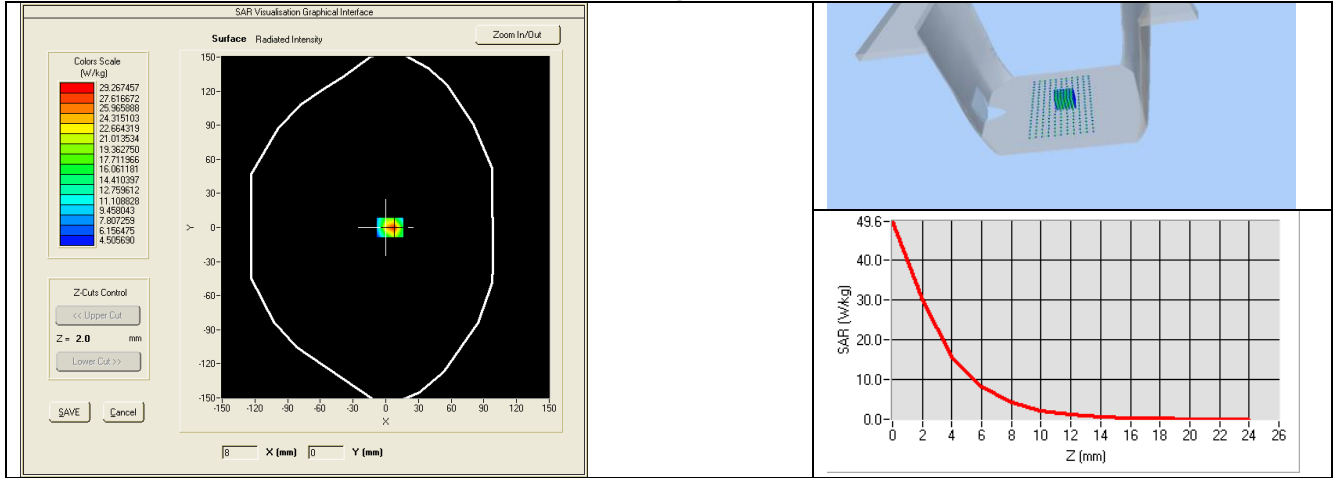 SAR Visualisation Graphical Interface
Surface Radiated Intensity
Zoom In/Out
Colors Scale
(W/kg)
29.267457
27.616672
25.965888
24.315103
22.664319
21.013534
19.362750
17.711966
16.061181
14.410397
12.759612
11.108828
9.458043
7.807259
6.156475
4.505690
Z-Cuts Control
<< Upper Cut
Z = 2.0 mm
Lower Cut >>
SAVE Cancel
150
120
90
60
30
0
-30
-60
-90
-120
-150
Y
-150 -120 -90 -60 -30 0 30 60 90 120 150
X
8 X (mm) 0 Y (mm)
49.6
40.0
30.0
20.0
10.0
0.0
SAR (W/kg)
0 2 4 6 8 10 12 14 16 18 20 22 24 26
Z (mm)